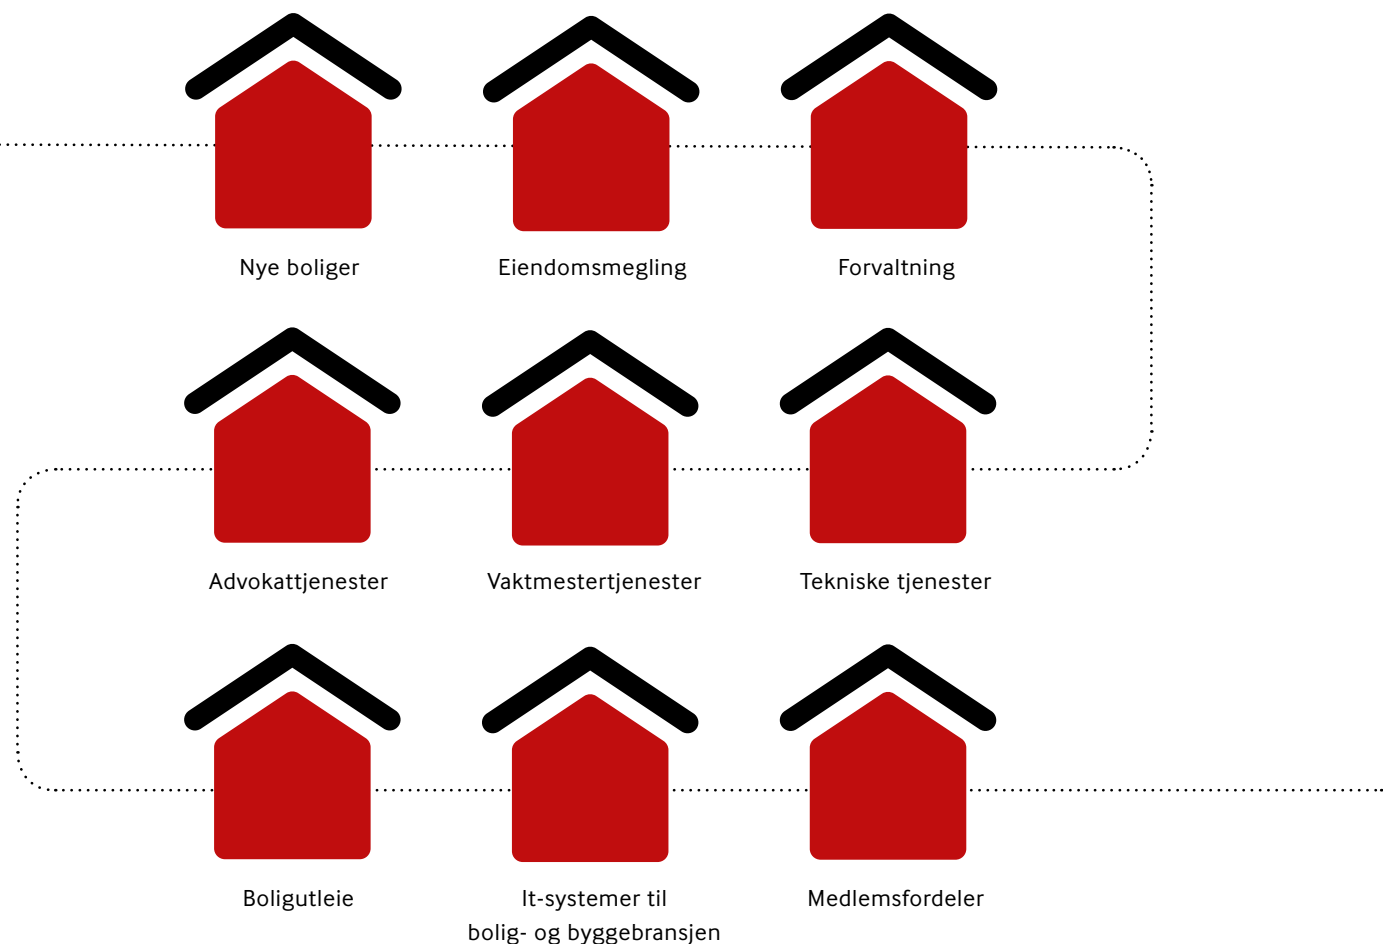 Nye boliger
Eiendomsmegling
Forvaltning
Advokattjenester
Vaktmestertjenester
Tekniske tjenester
Boligutleie
It-systemer til
bolig- og byggebransjen
Medlemsfordeler